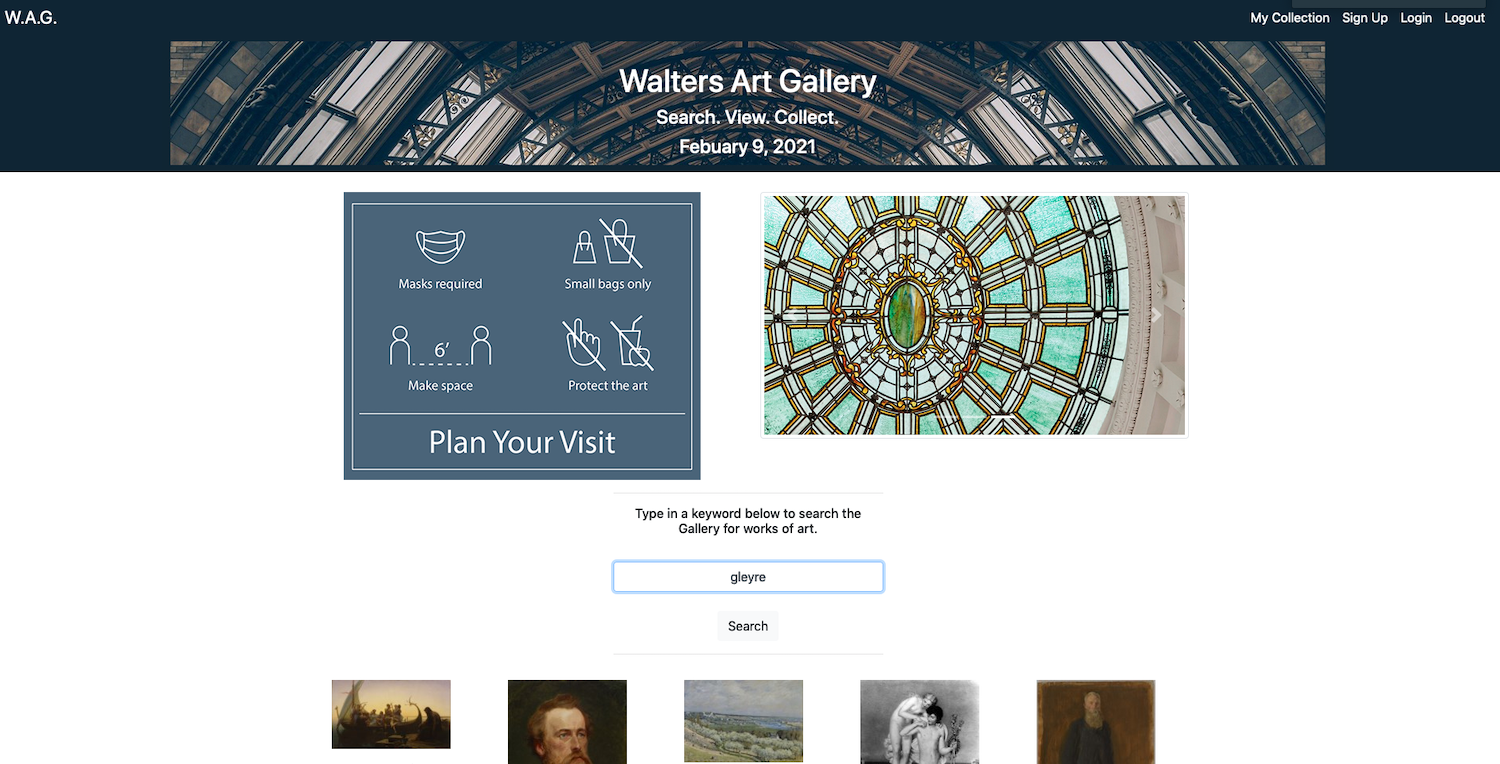 W.A.G.
My Collection Sign Up Login Logout
Walters Art Gallery
Search. View. Collect.
Febuary 9, 2021
Masks required
Small bags only
6′
Make space
Protect the art
Plan Your Visit
Type in a keyword below to search the
Gallery for works of art.
gleyre
Search